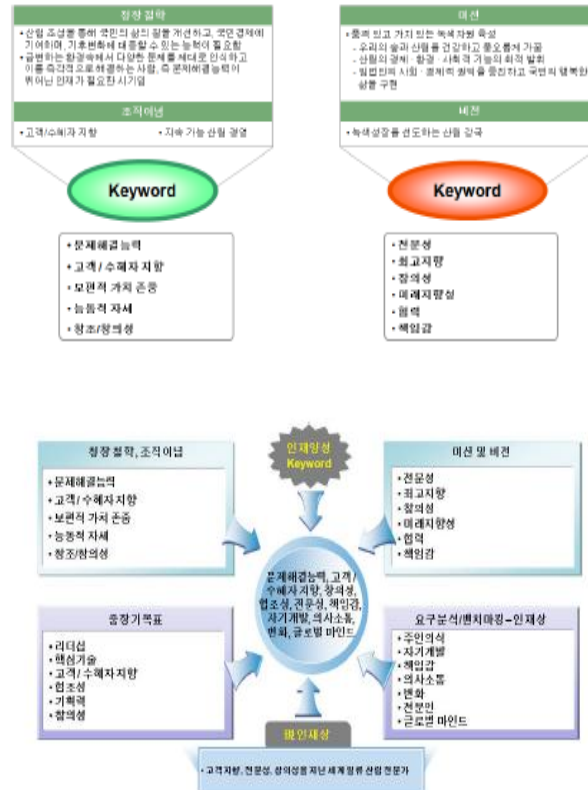 청장 철학
• 산림 조성을 통해 국민의 삶의 질을 개선하고, 국민경제에
기여하며, 기후변화에 대응할 수 있는 능력이 필요함
• 급변하는 환경속에서 다양한 문제를 제대로 인식하고
이를 즉각적으로 해결하는 사람, 즉 문제해결능력이
뛰어난 인재가 필요한 시기임
조직이념
• 고객/수혜자 지향
• 지속 가능 산림 경영
Keyword
• 문제해결능력
• 고객 / 수혜자 지향
• 보편적 가치 존중
• 능동적 자세
• 창조/창의성
미션
• 품격 있고 가치 있는 녹색자원 육성
- 우리의 숲과 산림를 건강하고 풍요롭게 가꿈
- 산림의 경제 · 환경 · 사회적 기능의 최적 발휘
- 사회 · 경제적 권익을 증진하고 국민의 행복한
삶을 구현
비전
• 녹색성장를 선도하는 산림 강국
Keyword
• 전문성
• 최고지향
• 창의성
• 미래지향성
• 협력
• 책임감
인재양성
Keyword
청장 철학, 조직이념
• 문제해결능력
• 고객 / 수혜자 지향
• 보편적 가치 존중
• 능동적 자세
• 창조/창의성
미션 및 비전
• 전문성
• 최고지향
• 창의성
• 미래지향성
• 협력
• 책임감
문제해결능력, 고객 /
수혜자 지향, 창의성,
협조성, 전문성, 책임감,
자기개발, 의사소통,
변화, 글로벌 마인드
중장기목표
• 리더십
• 핵심기술
• 고객 / 수혜자지향
• 협조성
• 기획력
• 창의성
요구분석/벤치마킹–인재상
• 주인의식
• 자기개발
• 책임감
• 의사소통
• 변화
• 전문인
• 글로벌 마인드
인재상
• 고객지향, 전문성, 창의성을 지닌 세계 일류 산림 전문가